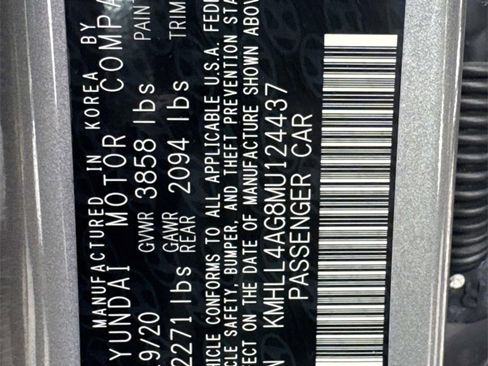 MANUFACTURED IN KOREA BY
YUNDAI MOTOR COMPA
9/20 GVWR 3858 lbs PAIN
2271 lbs GAWR REAR 2094 lbs TRIM
HICLE CONFORMS TO ALL APPLICABLE U.S.A. FEDE
CLE SAFETY, BUMPER, AND THEFT PREVENTION STA
FECT ON THE DATE OF MANUFACTURE SHOWN ABOV
N KMHLL4AG8MU124437
PASSENGER CAR